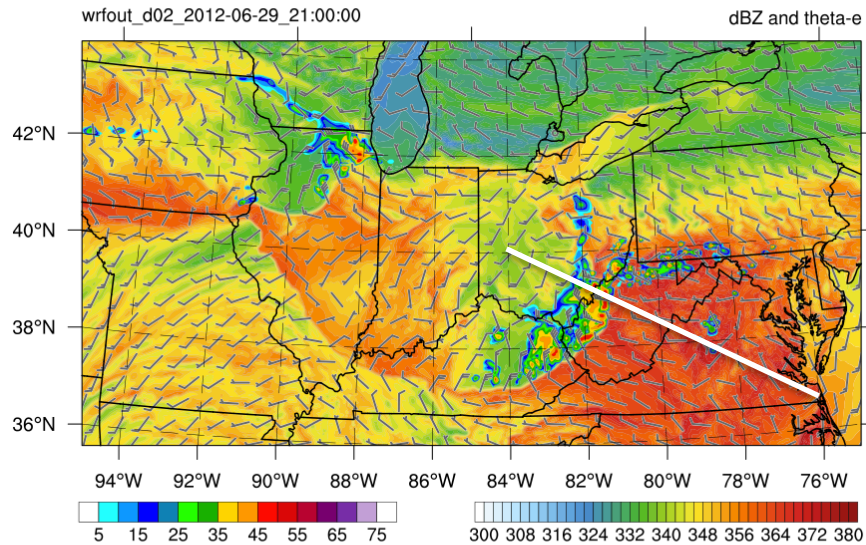 wrfout_d02_2012-06-29_21:00:00 dBZ and theta-e
42°N
40°N
38°N
36°N
94°W 92°W 90°W 88°W 86°W 84°W 82°W 80°W 78°W 76°W
5 15 25 35 45 55 65 75 300 308 316 324 332 340 348 356 364 372 380